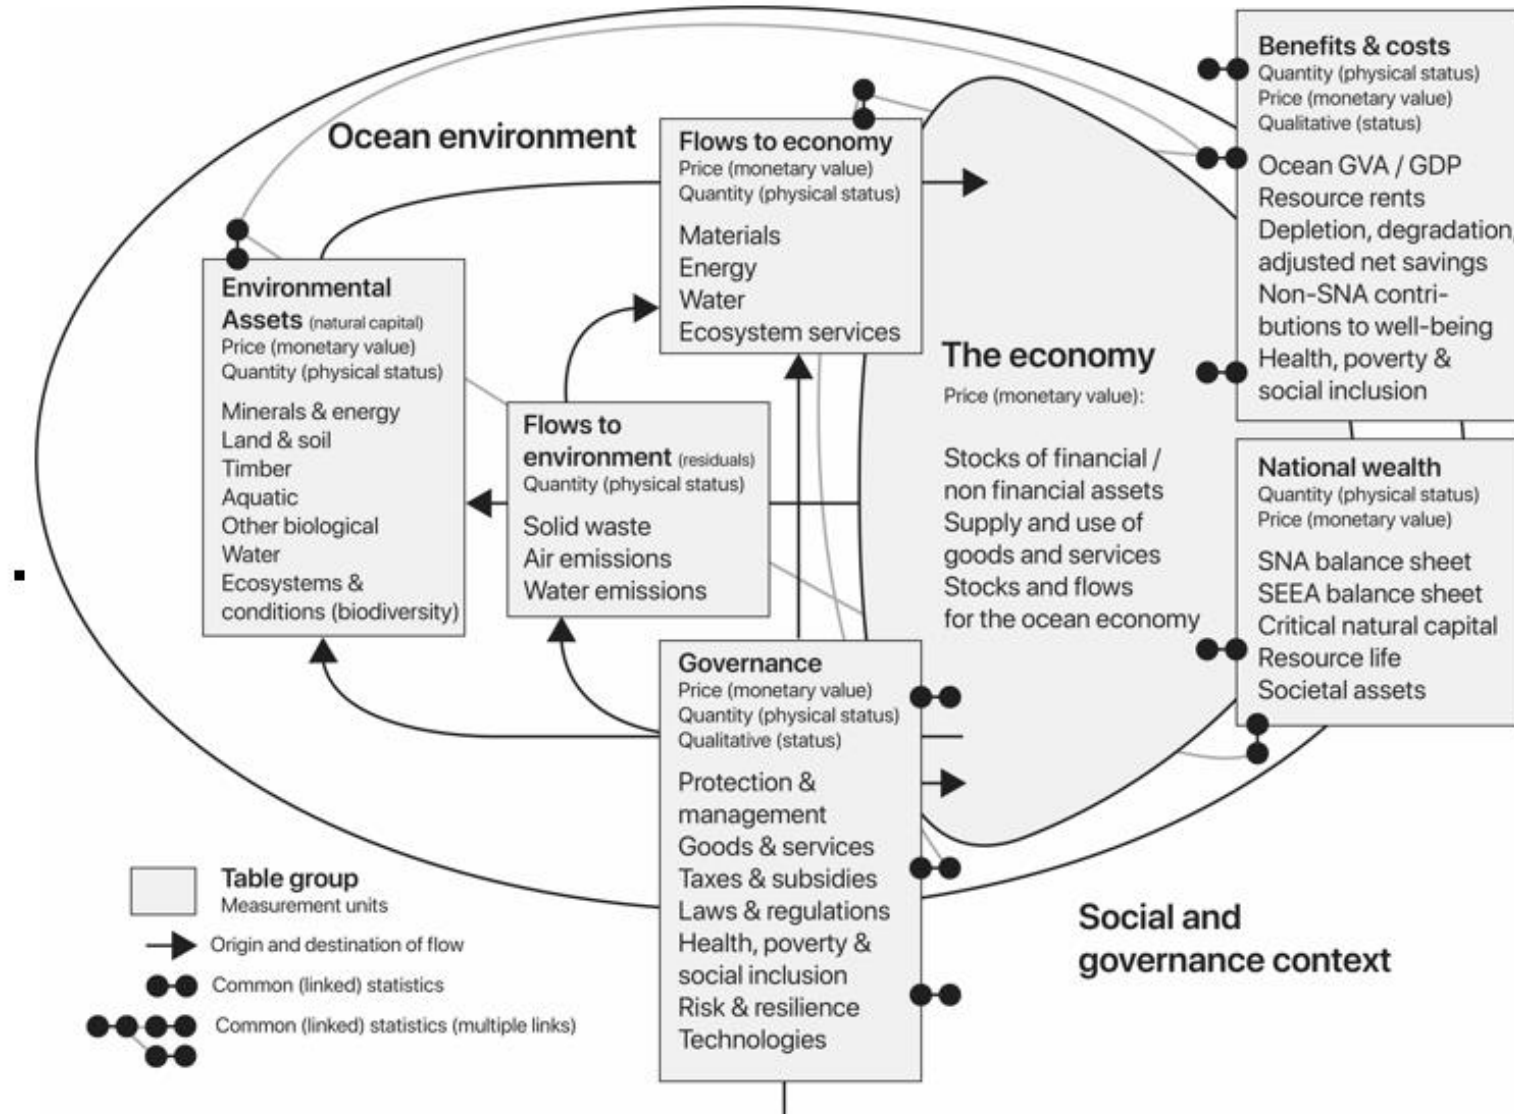 Ocean environment
Environmental
Assets (natural capital)
Price (monetary value)
Quantity (physical status)
Minerals & energy
Land & soil
Timber
Aquatic
Other biological
Water
Ecosystems &
conditions (biodiversity)
Flows to economy
Price (monetary value)
Quantity (physical status)
Materials
Energy
Water
Ecosystem services
Flows to
environment (residuals)
Quantity (physical status)
Solid waste
Air emissions
Water emissions
The economy
Price (monetary value):
Stocks of financial /
non financial assets
Supply and use of
goods and services
Stocks and flows
for the ocean economy
Benefits & costs
Quantity (physical status)
Price (monetary value)
Qualitative (status)
Ocean GVA / GDP
Resource rents
Depletion, degradation,
adjusted net savings
Non-SNA contri-
butions to well-being
Health, poverty &
social inclusion
National wealth
Quantity (physical status)
Price (monetary value)
SNA balance sheet
SEEA balance sheet
Critical natural capital
Resource life
Societal assets
Governance
Price (monetary value)
Quantity (physical status)
Qualitative (status)
Protection &
management
Goods & services
Taxes & subsidies
Laws & regulations
Health, poverty &
social inclusion
Risk & resilience
Technologies
Social and
governance context
Table group
Measurement units
Origin and destination of flow
Common (linked) statistics
Common (linked) statistics (multiple links)